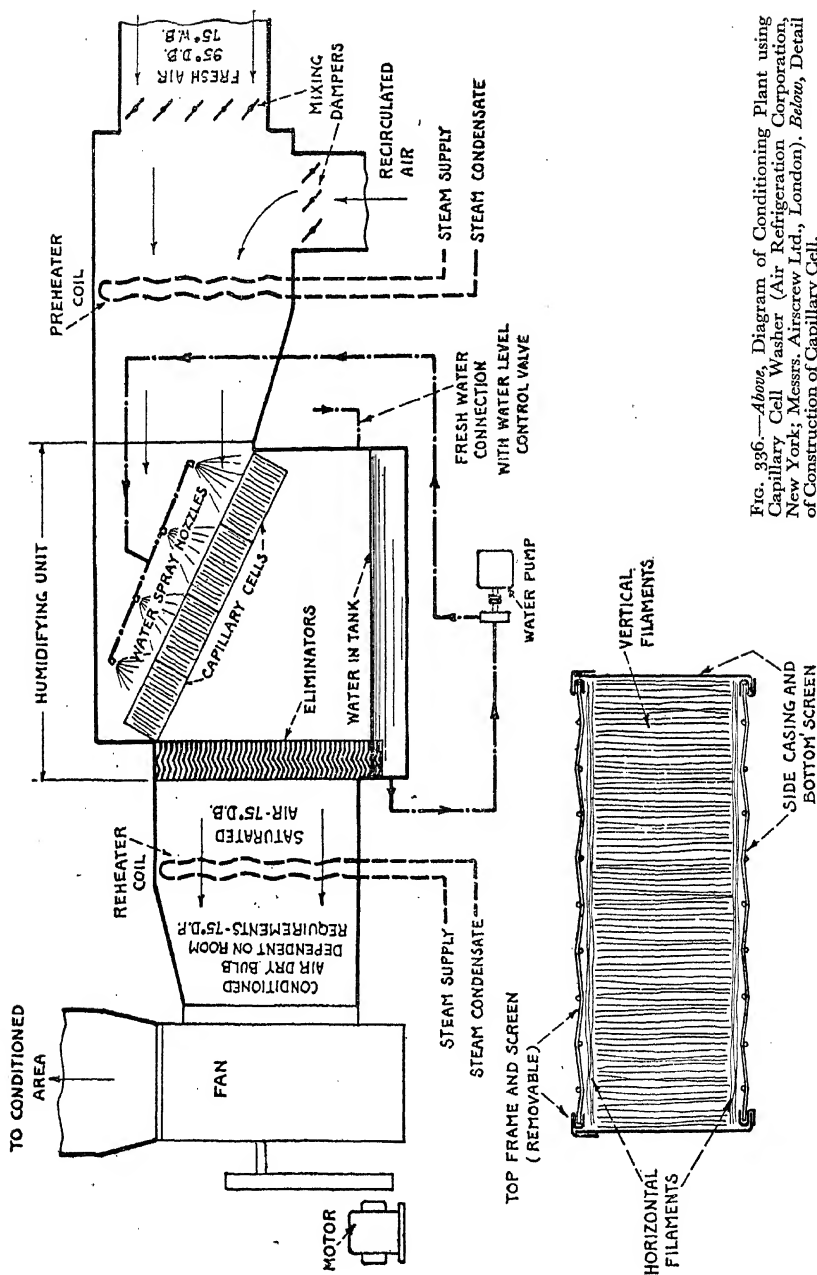 TO CONDITIONED
AREA
MOTOR
FAN
CONDITIONED
AIR DRY BULB
DEPENDENT ON ROOM
REQUIREMENTS-75° D.P.
REHEATER
COIL
SATURATED
AIR-75° D.B.
STEAM SUPPLY
STEAM CONDENSATE
HUMIDIFYING UNIT
WATER SPRAY NOZZLES
CAPILLARY CELLS
ELIMINATORS
WATER IN TANK
WATER PUMP
FRESH WATER
CONNECTION
WITH WATER LEVEL
CONTROL VALVE
PREHEATER
COIL
FRESH AIR
95° D.B.
75° W.B.
MIXING
DAMPERS
RECIRCULATED
AIR
STEAM SUPPLY
STEAM CONDENSATE
TOP FRAME AND SCREEN
(REMOVABLE)
HORIZONTAL
FILAMENTS
VERTICAL
FILAMENTS
SIDE CASING AND
BOTTOM SCREEN
FIG. 336.—Above, Diagram of Conditioning Plant using
Capillary Cell Washer (Air Refrigeration Corporation,
New York; Messrs. Airscrew Ltd., London). Below, Detail
of Construction of Capillary Cell.